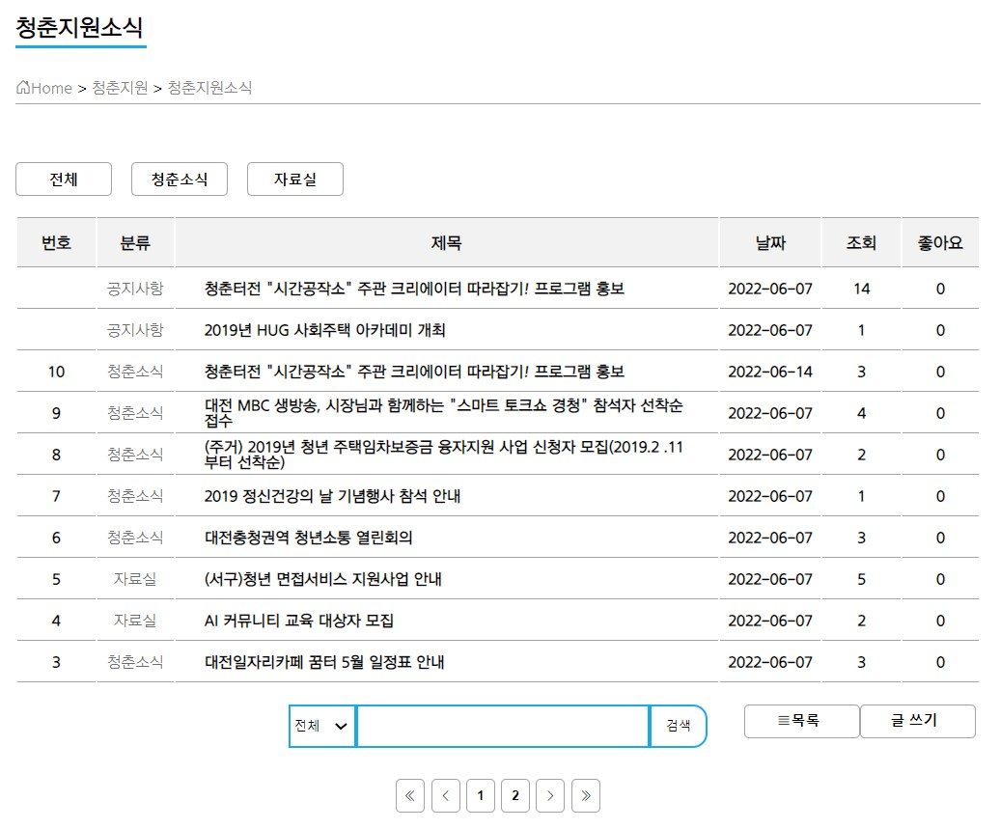 청춘지원소식
Home > 청춘지원 > 청춘지원소식
전체 청춘소식 자료실
번호 분류 제목 날짜 조회 좋아요
공지사항 청춘터전 "시간공작소" 주관 크리에이터 따라잡기! 프로그램 홍보 2022-06-07 14 0
공지사항 2019년 HUG 사회주택 아카데미 개최 2022-06-07 1 0
10 청춘소식 청춘터전 "시간공작소" 주관 크리에이터 따라잡기! 프로그램 홍보 2022-06-14 3 0
9 청춘소식 대전 MBC 생방송, 시장님과 함께하는 "스마트 토크쇼 경청" 참석자 선착순 2022-06-07 4 0
접수
8 청춘소식 (주거) 2019년 청년 주택임차보증금 융자지원 사업 신청자 모집(2019.2 .11 2022-06-07 2 0
부터 선착순)
7 청춘소식 2019 정신건강의 날 기념행사 참석 안내 2022-06-07 1 0
6 청춘소식 대전충청권역 청년소통 열린회의 2022-06-07 3 0
5 자료실 (서구)청년 면접서비스 지원사업 안내 2022-06-07 5 0
4 자료실 AI 커뮤니티 교육 대상자 모집 2022-06-07 2 0
3 청춘소식 대전일자리카페 꿈터 5월 일정표 안내 2022-06-07 3 0
전체 검색 목록 글 쓰기
1 2